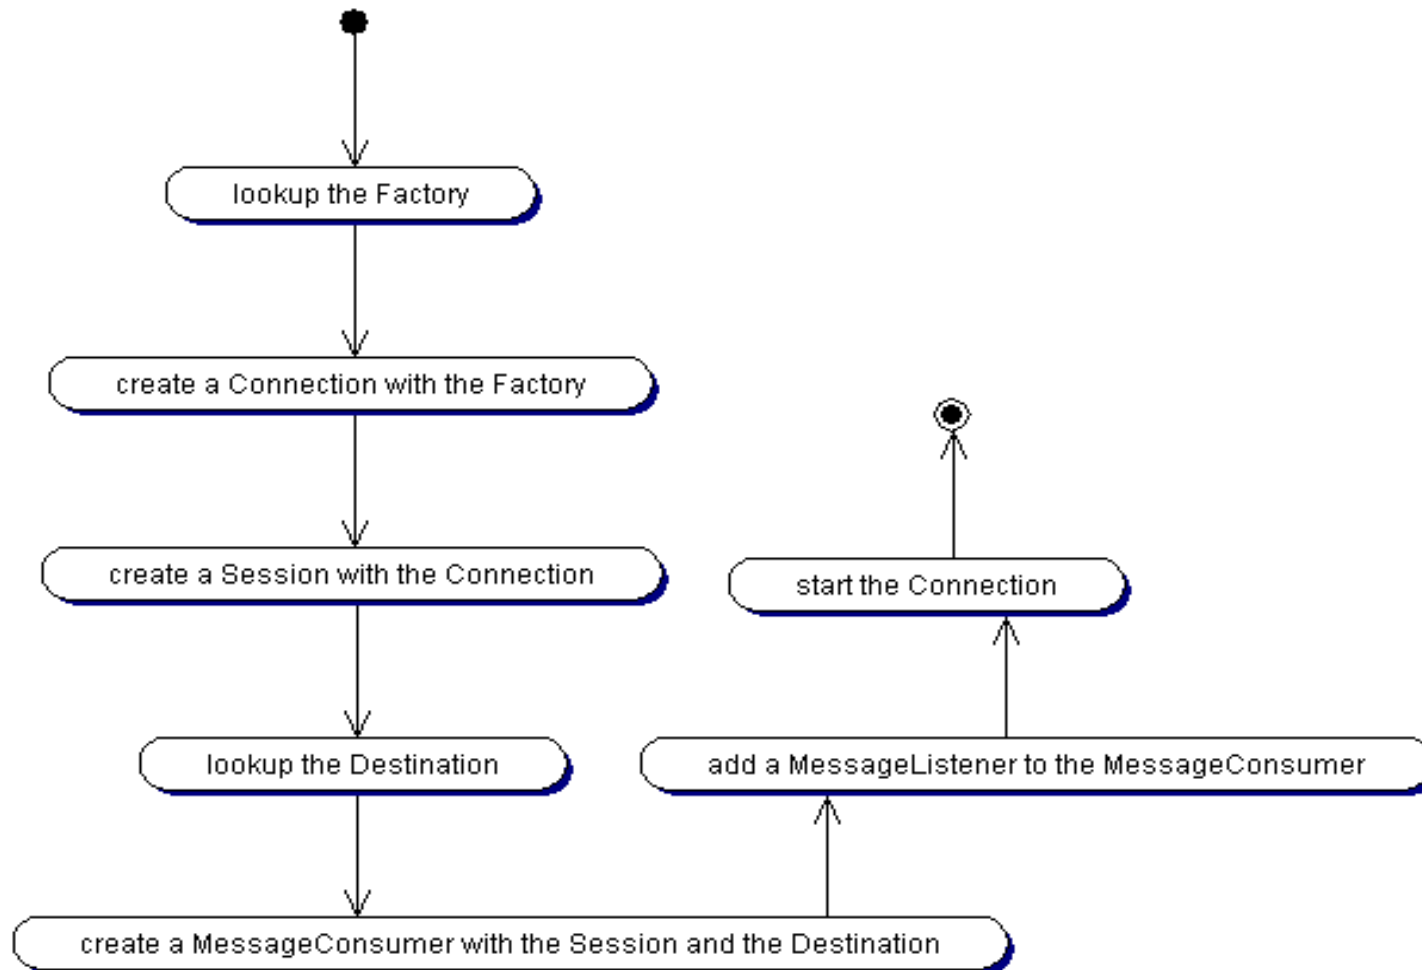 lookup the Factory
create a Connection with the Factory
create a Session with the Connection
lookup the Destination
create a MessageConsumer with the Session and the Destination
add a MessageListener to the MessageConsumer
start the Connection